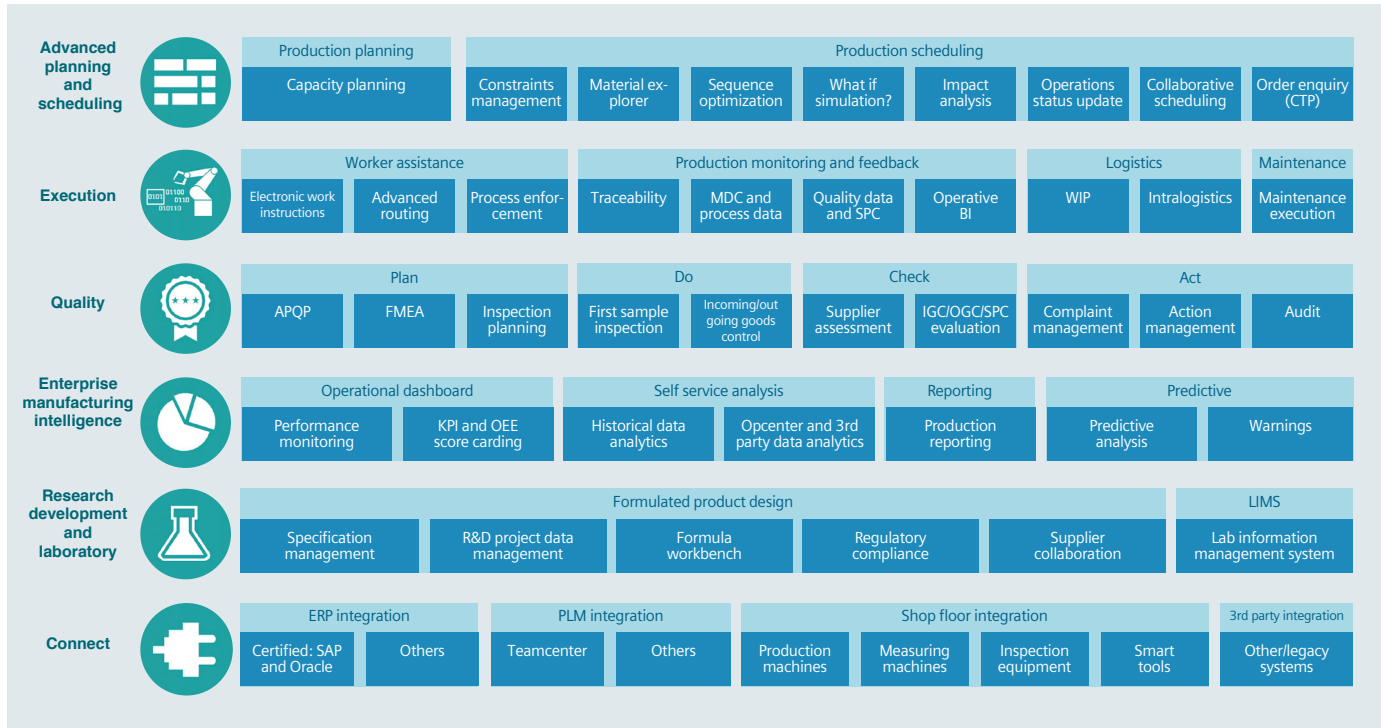 Advanced
planning
and
scheduling
Production planning
Capacity planning
Production scheduling
Constraints
management
Material ex-
plorer
Sequence
optimization
What if
simulation?
Impact
analysis
Operations
status update
Collaborative
scheduling
Order enquiry
(CTP)
Execution
0101
01100
0110
010110
Worker assistance
Electronic work
instructions
Advanced
routing
Process enfor-
cement
Production monitoring and feedback
Traceability
MDC and
process data
Quality data
and SPC
Operative
BI
Logistics
WIP
Intralogistics
Maintenance
Maintenance
execution
Quality
Plan
APQP
FMEA
Inspection
planning
Do
First sample
inspection
Incoming/out
going goods
control
Check
Supplier
assessment
IGC/OGC/SPC
evaluation
Act
Complaint
management
Action
management
Audit
Enterprise
manufacturing
intelligence
Operational dashboard
Performance
monitoring
KPI and OEE
score carding
Self service analysis
Historical data
analytics
Opcenter and 3rd
party data analytics
Reporting
Production
reporting
Predictive
Predictive
analysis
Warnings
Research
development
and
laboratory
Formulated product design
Specification
management
R&D project data
management
Formula
workbench
Regulatory
compliance
Supplier
collaboration
LIMS
Lab information
management system
Connect
ERP integration
Certified: SAP
and Oracle
Others
PLM integration
Teamcenter
Others
Shop floor integration
Production
machines
Measuring
machines
Inspection
equipment
Smart
tools
3rd party integration
Other/legacy
systems